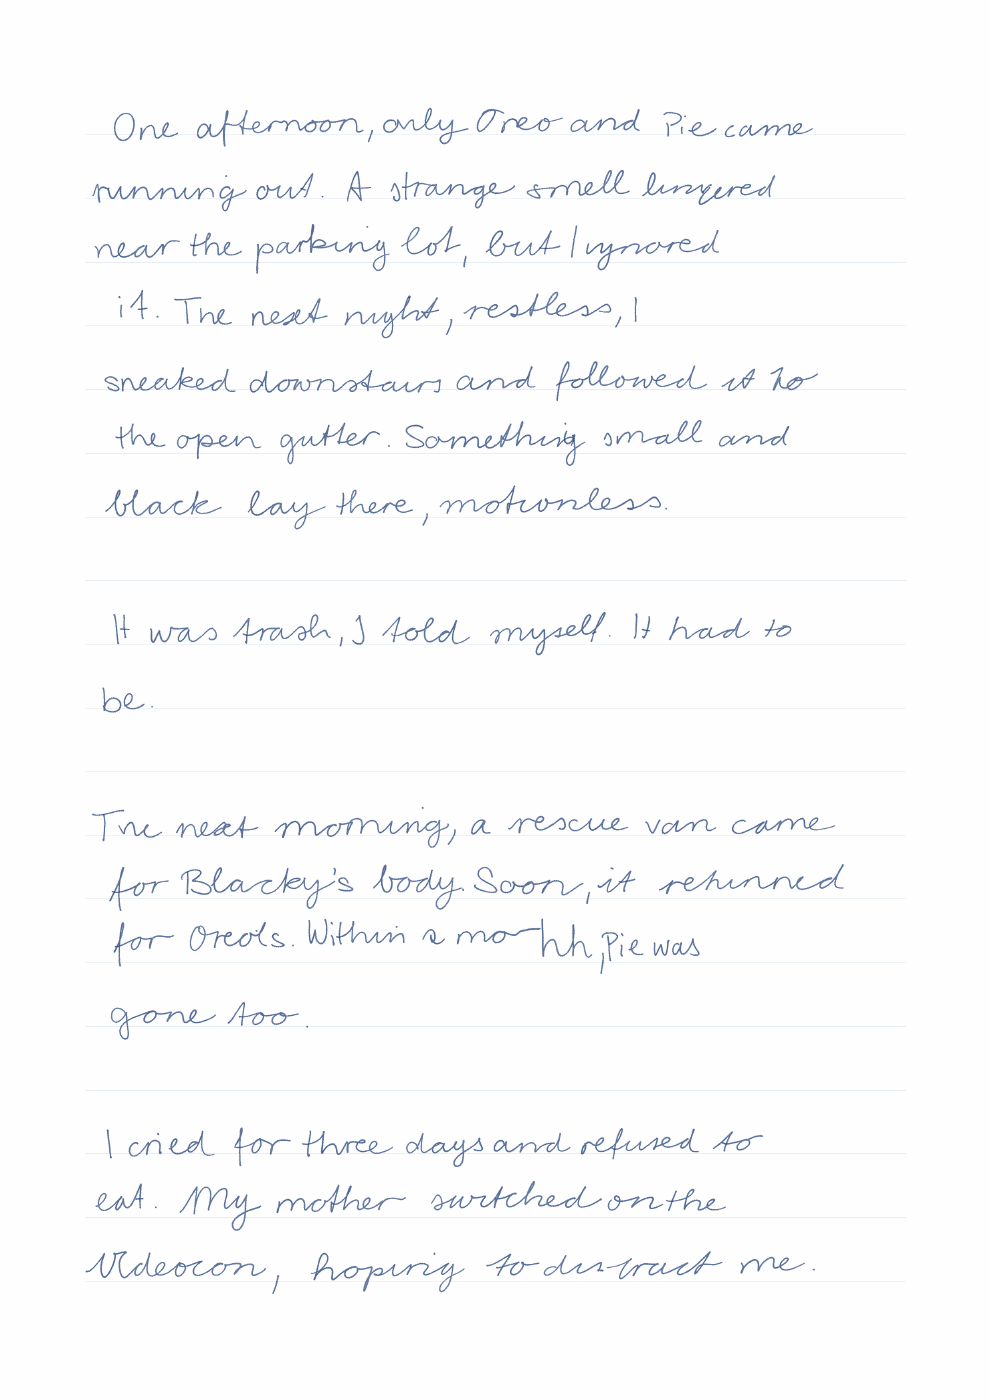 One afternoon, only Oreo and Pie came
running out. A strange smell lingered
near the parking lot, but I ignored
it. The next night, restless, I
sneaked downstairs and followed it to
the open gutter. Something small and
black lay there, motionless.
It was trash, I told myself. It had to
be.
The next morning, a rescue van came
for Blacky's body. Soon, it returned
for Oreo's. Within a month, Pie was
gone too.
I cried for three days and refused to
eat. My mother switched on the
Videocon, hoping to distract me.